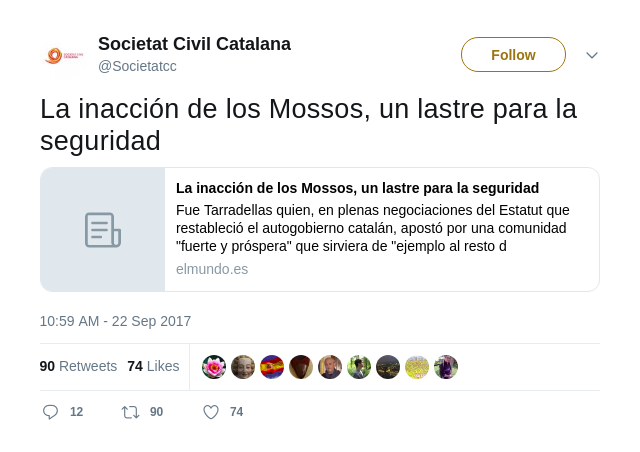 Societat Civil Catalana
@Societatcc
Follow
La inacción de los Mossos, un lastre para la
seguridad
La inacción de los Mossos, un lastre para la seguridad
Fue Tarradellas quien, en plenas negociaciones del Estatut que
restableció el autogobierno catalán, apostó por una comunidad
"fuerte y próspera" que sirviera de "ejemplo al resto d
elmundo.es
10:59 AM - 22 Sep 2017
90 Retweets 74 Likes
12 90 74